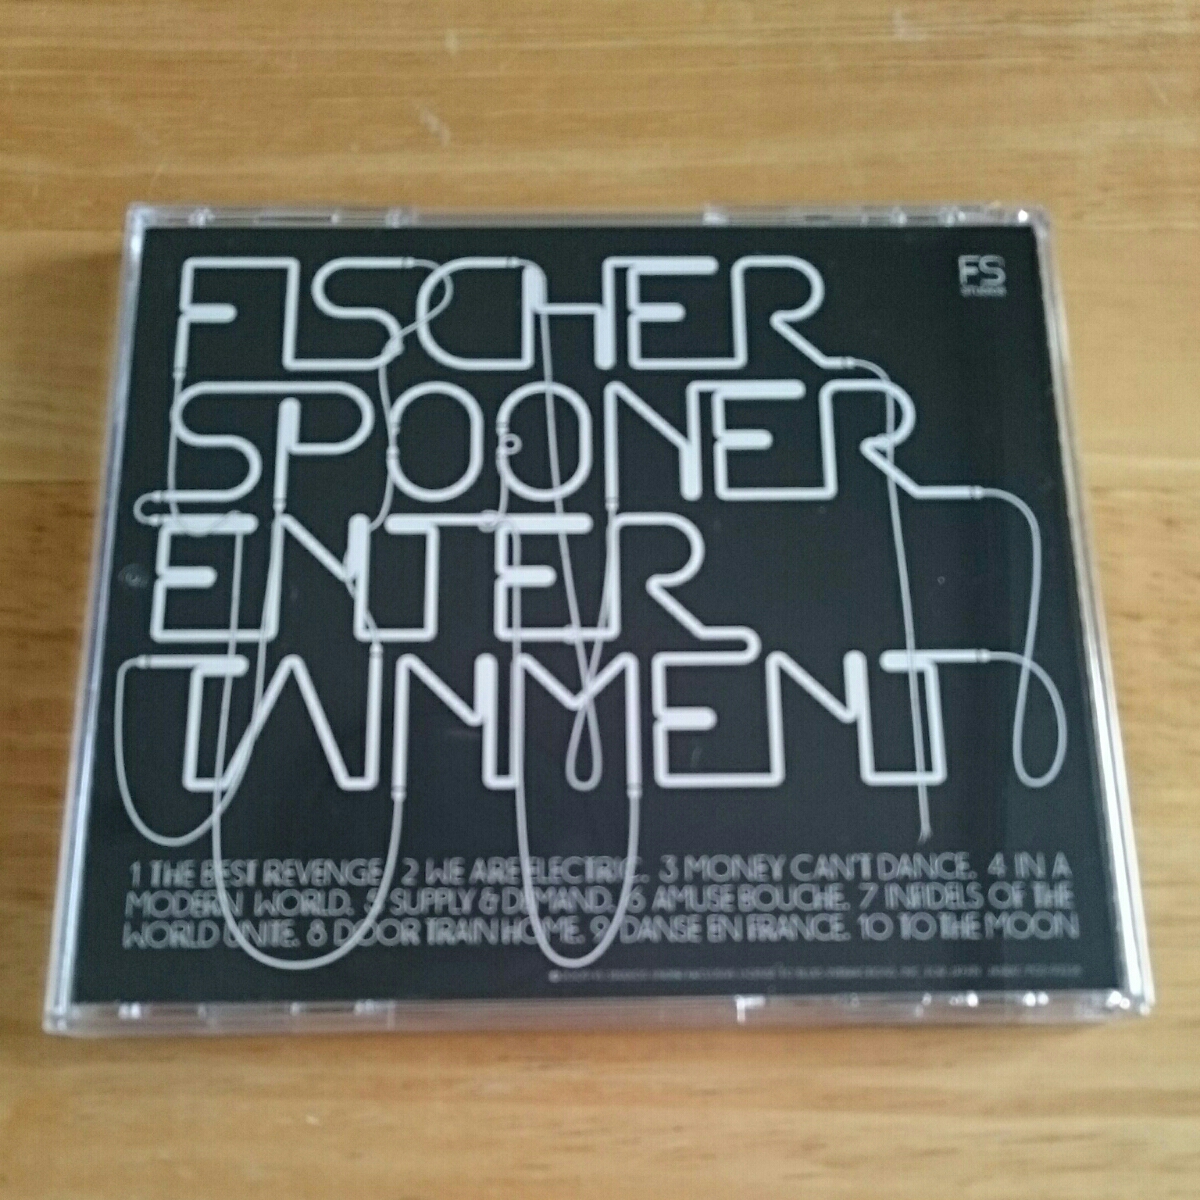 FISCHER
FS
STUDIOS
SPOONER
ENTER
TAINMENT
1 THE BEST REVENGE. 2 WE ARE ELECTRIC. 3 MONEY CAN'T DANCE. 4 IN A
MODERN WORLD. 5 SUPPLY & DEMAND. 6 AMUSE BOUCHE. 7 INFIDELS OF THE
WORLD UNITE. 8 DOOR TRAIN HOME. 9 DANSE EN FRANCE. 10 TO THE MOON